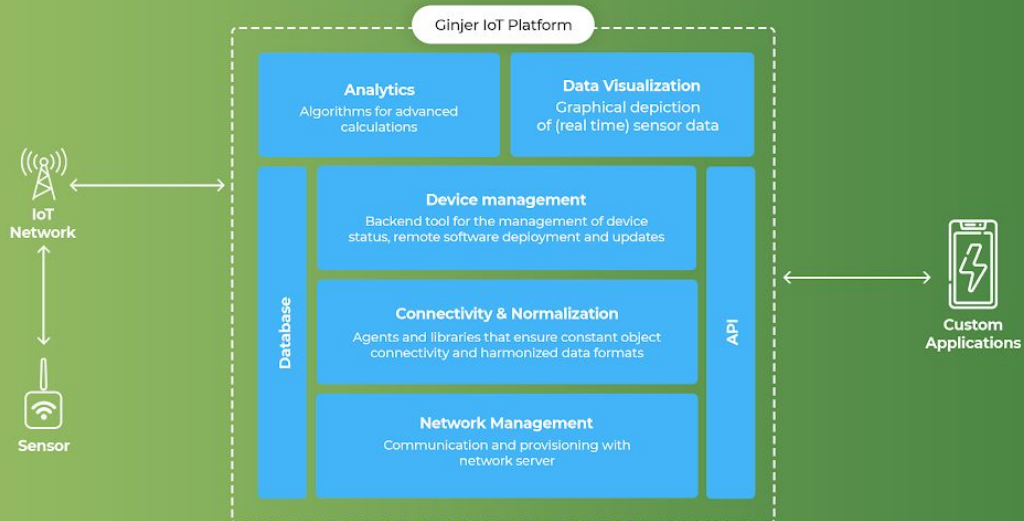 Ginjer IoT Platform
Analytics
Algorithms for advanced
calculations
Data Visualization
Graphical depiction
of (real time) sensor data
IoT
Network
Sensor
Database
Device management
Backend tool for the management of device
status, remote software deployment and updates
Connectivity & Normalization
Agents and libraries that ensure constant object
connectivity and harmonized data formats
Network Management
Communication and provisioning with
network server
API
Custom
Applications